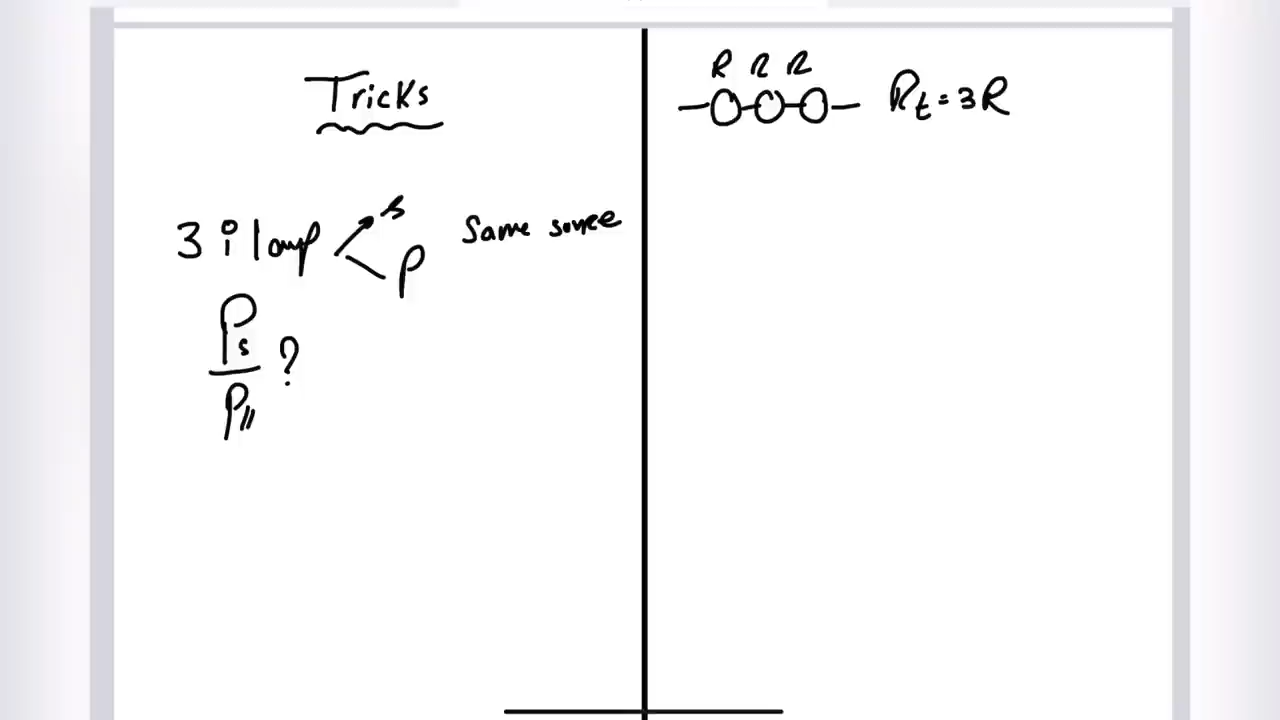 Tricks
3 i lamp s p Same source
Ps
P//
?
R R R
Rt = 3R